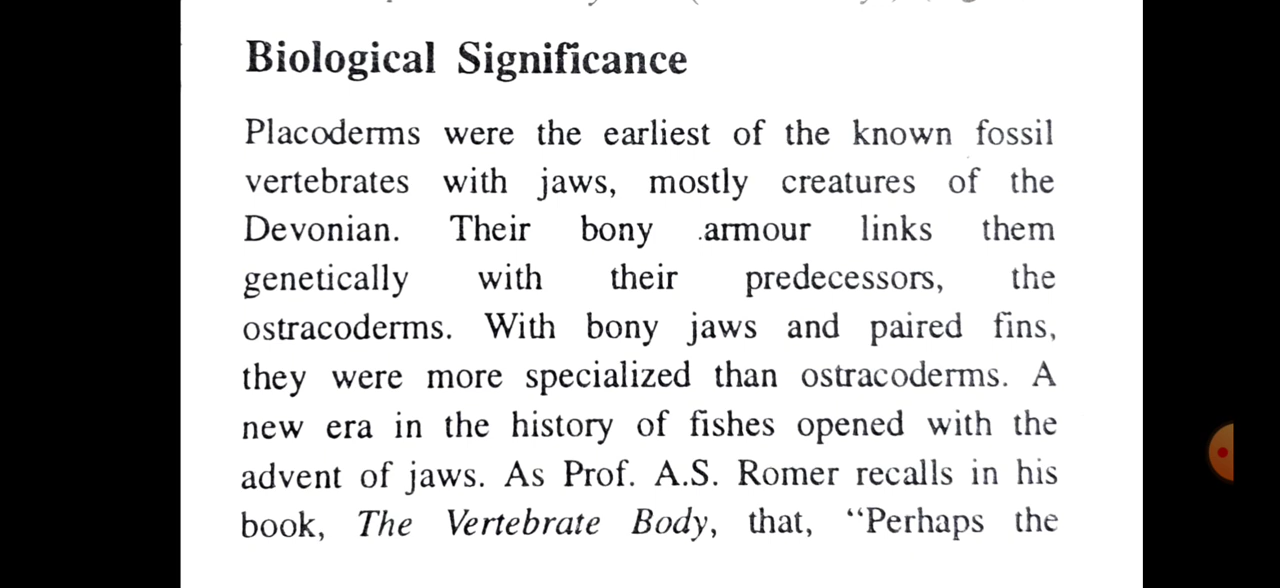 Biological Significance
Placoderms were the earliest of the known fossil
vertebrates with jaws, mostly creatures of the
Devonian. Their bony armour links them
genetically with their predecessors, the
ostracoderms. With bony jaws and paired fins,
they were more specialized than ostracoderms. A
new era in the history of fishes opened with the
advent of jaws. As Prof. A.S. Romer recalls in his
book, The Vertebrate Body, that, “Perhaps the